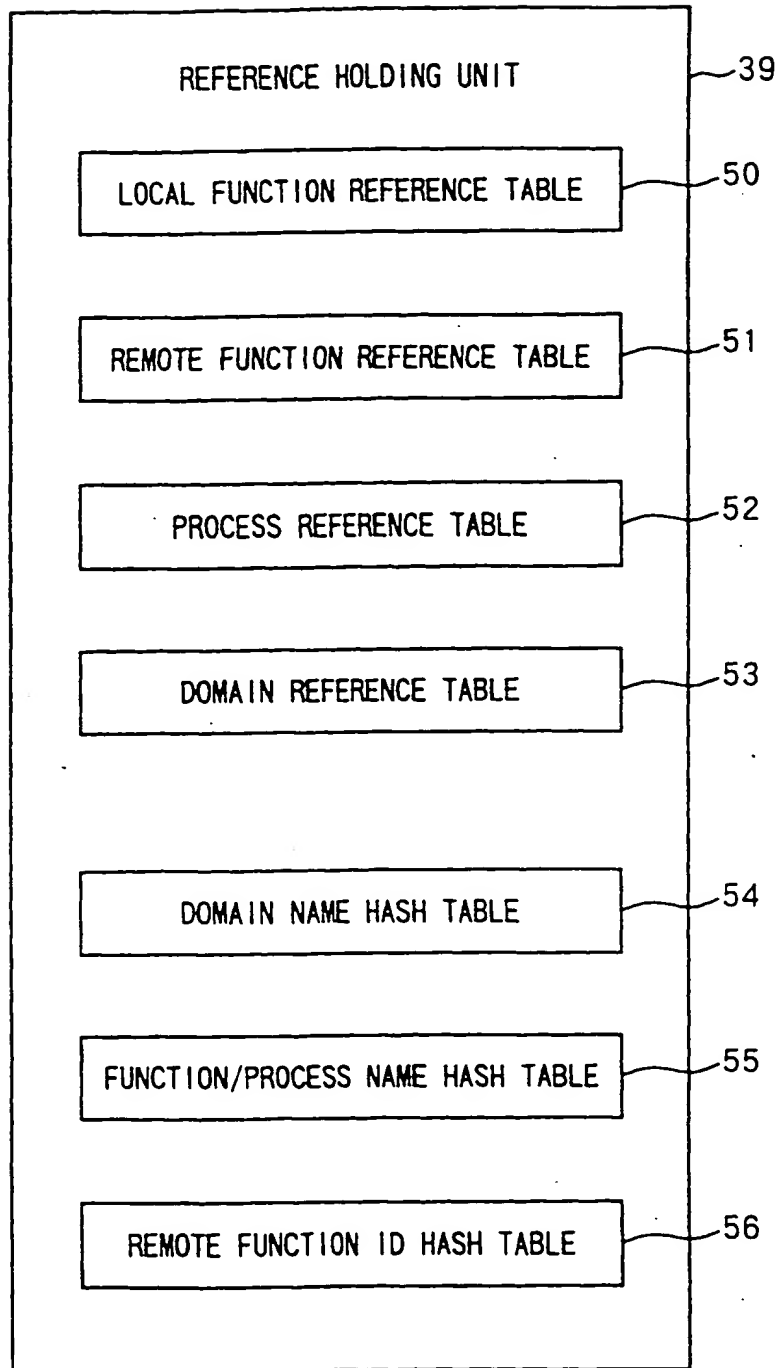 REFERENCE HOLDING UNIT
39
LOCAL FUNCTION REFERENCE TABLE
50
REMOTE FUNCTION REFERENCE TABLE
51
PROCESS REFERENCE TABLE
52
DOMAIN REFERENCE TABLE
53
DOMAIN NAME HASH TABLE
54
FUNCTION/PROCESS NAME HASH TABLE
55
REMOTE FUNCTION ID HASH TABLE
56